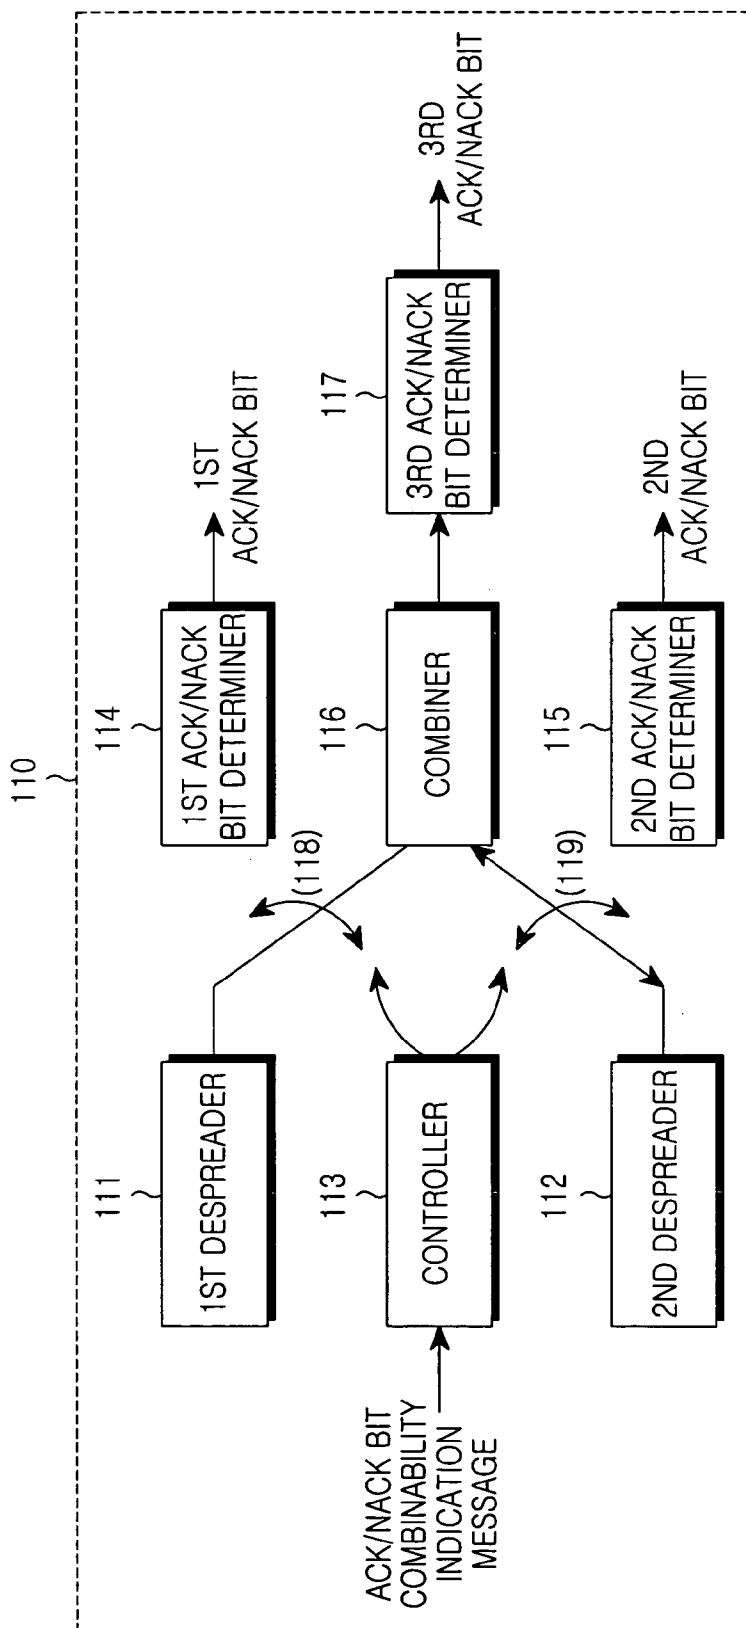 110
111
1ST DESPREADER
114
1ST ACK/NACK
BIT DETERMINER
1ST
ACK/NACK BIT
(118)
ACK/NACK BIT
COMBINABILITY
INDICATION
MESSAGE
113
CONTROLLER
116
COMBINER
117
3RD ACK/NACK
BIT DETERMINER
3RD
ACK/NACK BIT
(119)
112
2ND DESPREADER
115
2ND ACK/NACK
BIT DETERMINER
2ND
ACK/NACK BIT